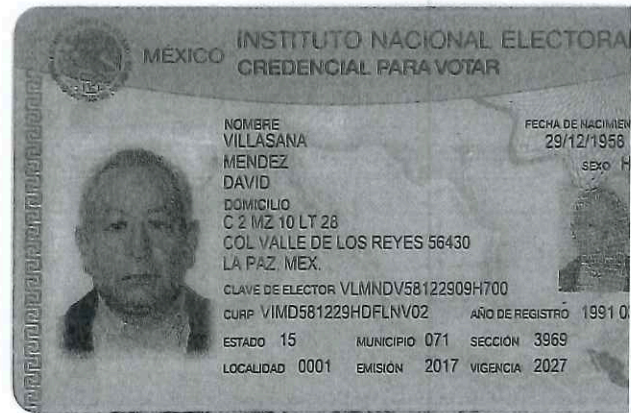 MÉXICO INSTITUTO NACIONAL ELECTORAL
CREDENCIAL PARA VOTAR
NOMBRE
VILLASANA
MENDEZ
DAVID
FECHA DE NACIMIEN
29/12/1958
SEXO H
DOMICILIO
C 2 MZ 10 LT 28
COL VALLE DE LOS REYES 56430
LA PAZ, MEX.
CLAVE DE ELECTOR VLMNDV58122909H700
CURP VIMD581229HDFLNV02 AÑO DE REGISTRO 1991 0
ESTADO 15 MUNICIPIO 071 SECCIÓN 3969
LOCALIDAD 0001 EMISIÓN 2017 VIGENCIA 2027